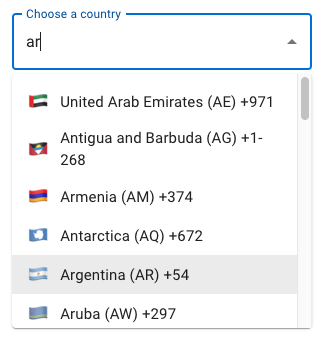 Choose a country
ar
United Arab Emirates (AE) +971
Antigua and Barbuda (AG) +1-
268
Armenia (AM) +374
Antarctica (AQ) +672
Argentina (AR) +54
Aruba (AW) +297